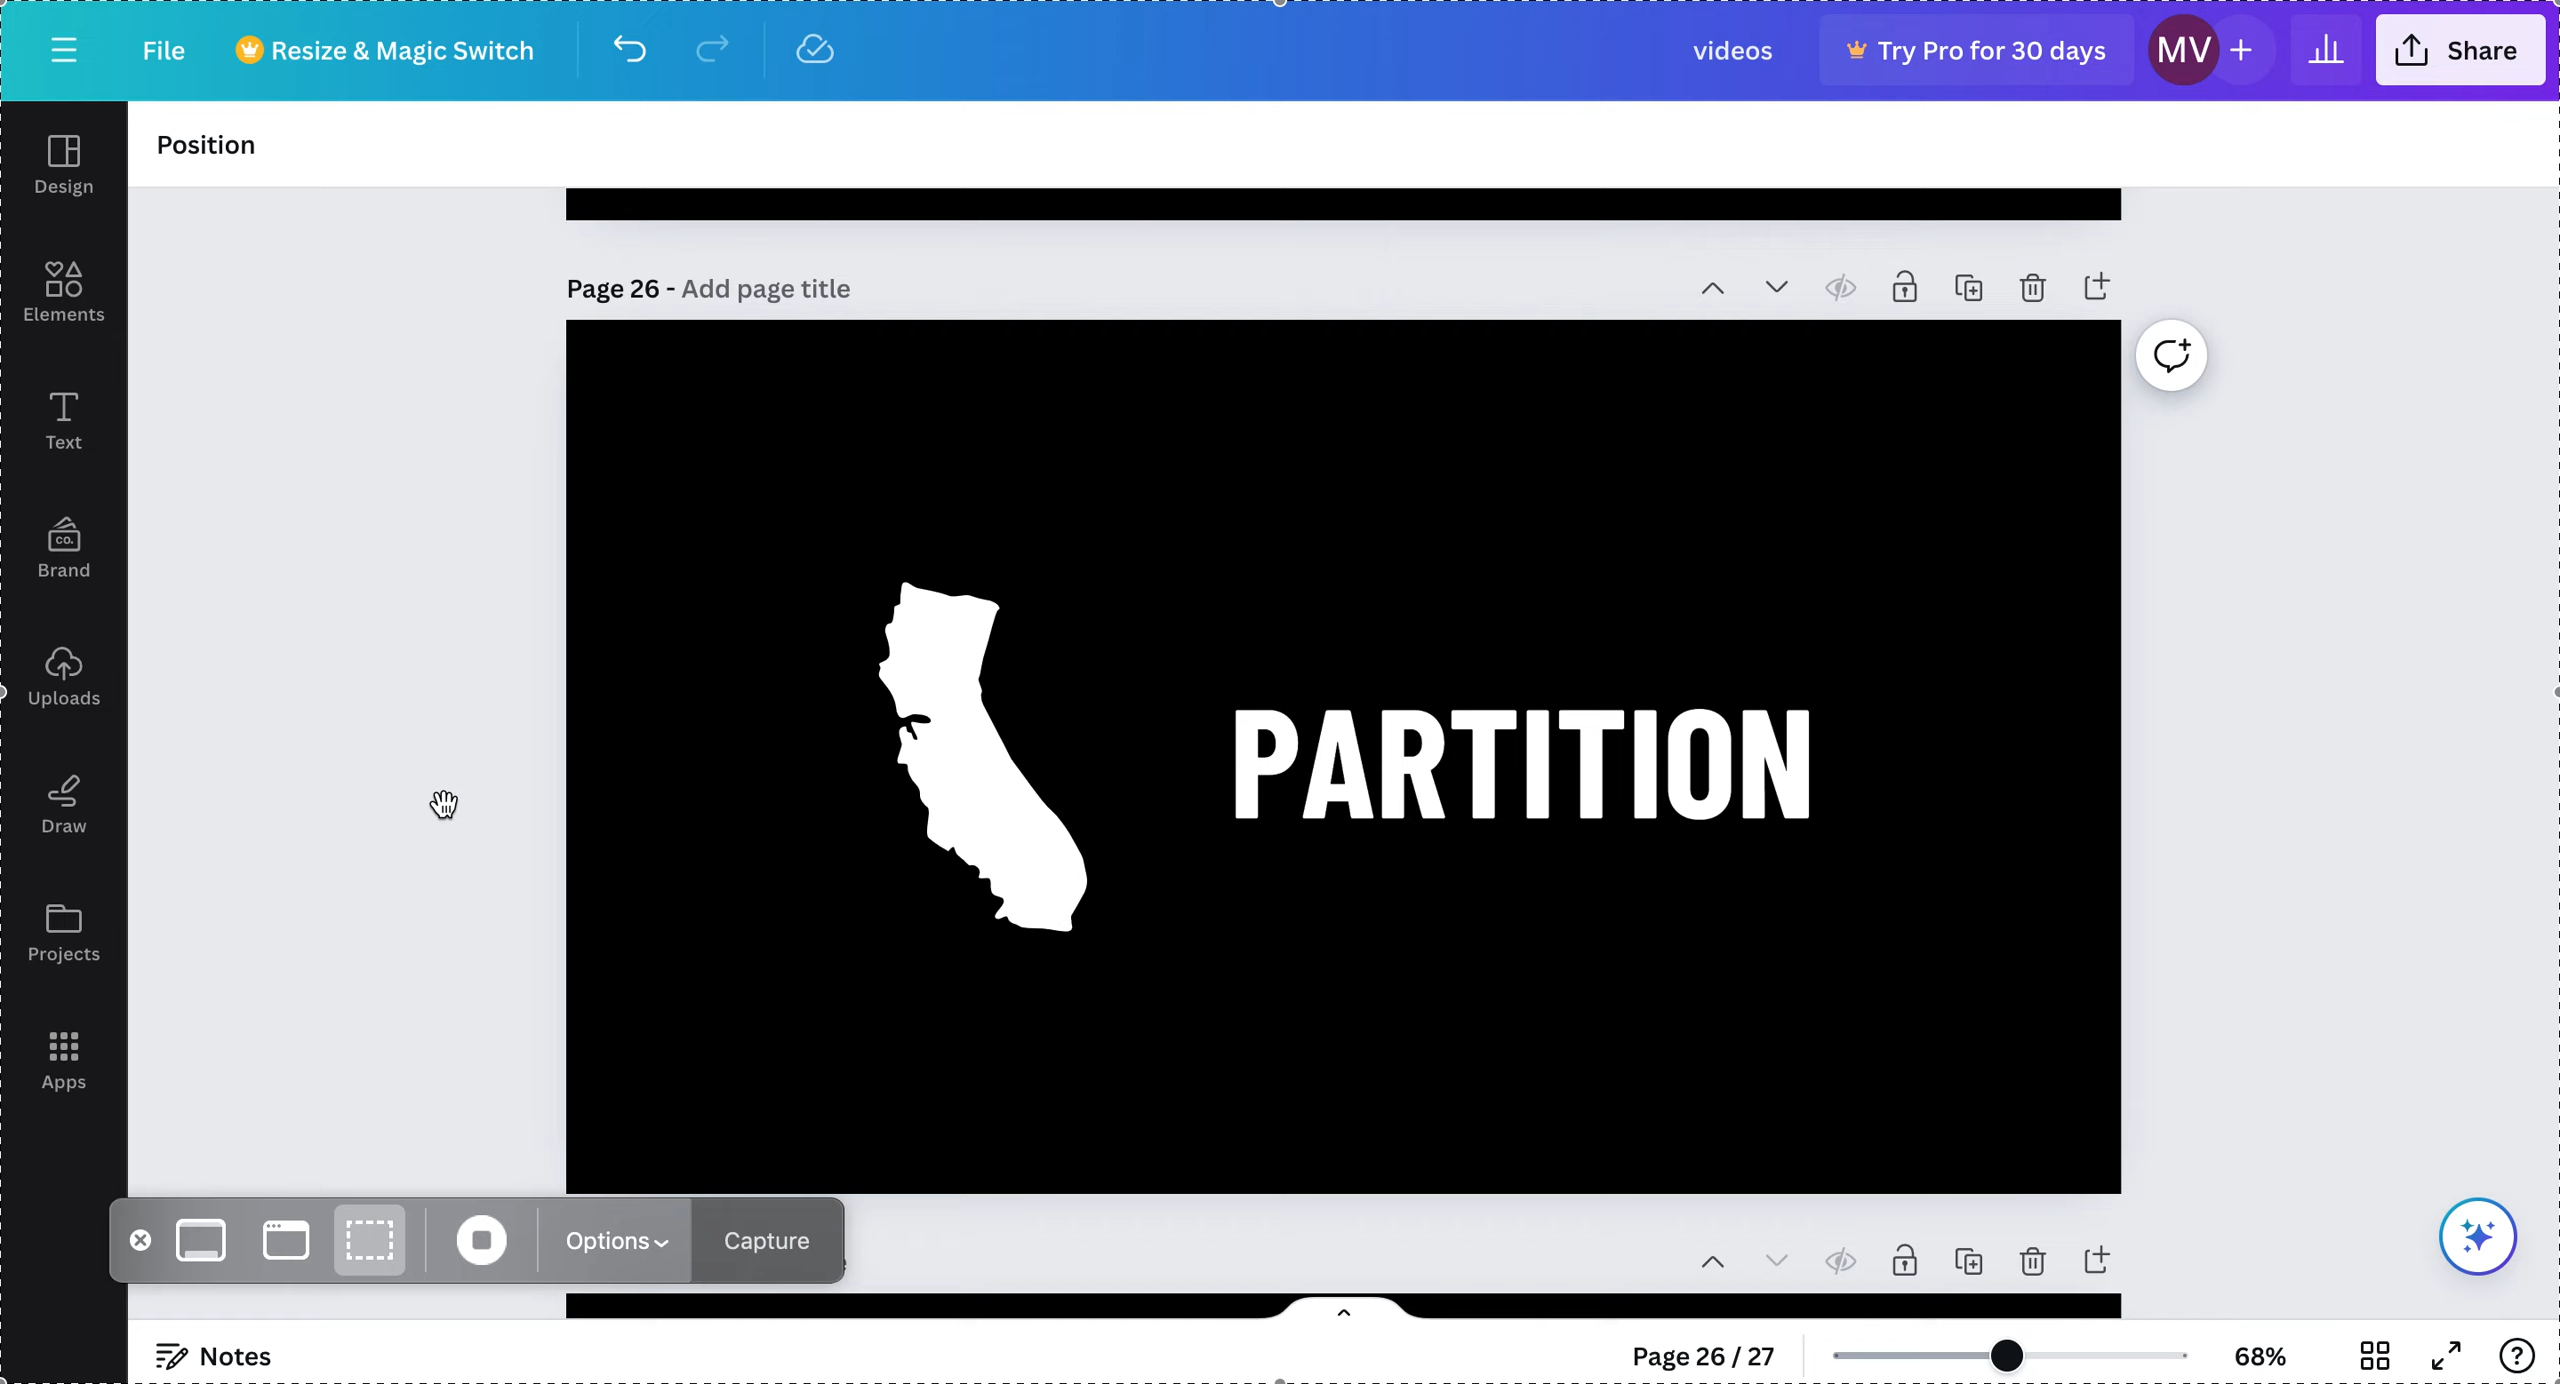 File
Resize & Magic Switch
videos
Try Pro for 30 days
MV
Share
Position
Design
Elements
Text
CO.
Brand
Uploads
Draw
Projects
Apps
Page 26 - Add page title
PARTITION
Options
Capture
Notes
Page 26 / 27
68%